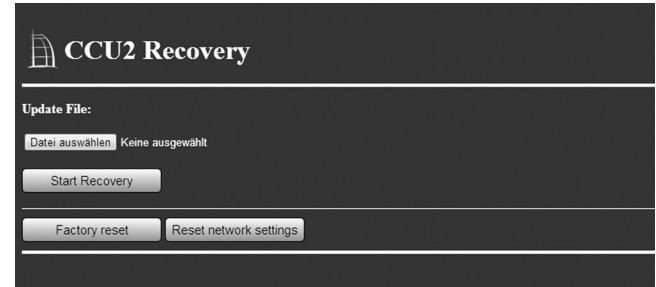 CCU2 Recovery
Update File:
Datei auswählen Keine ausgewählt
Start Recovery
Factory reset Reset network settings